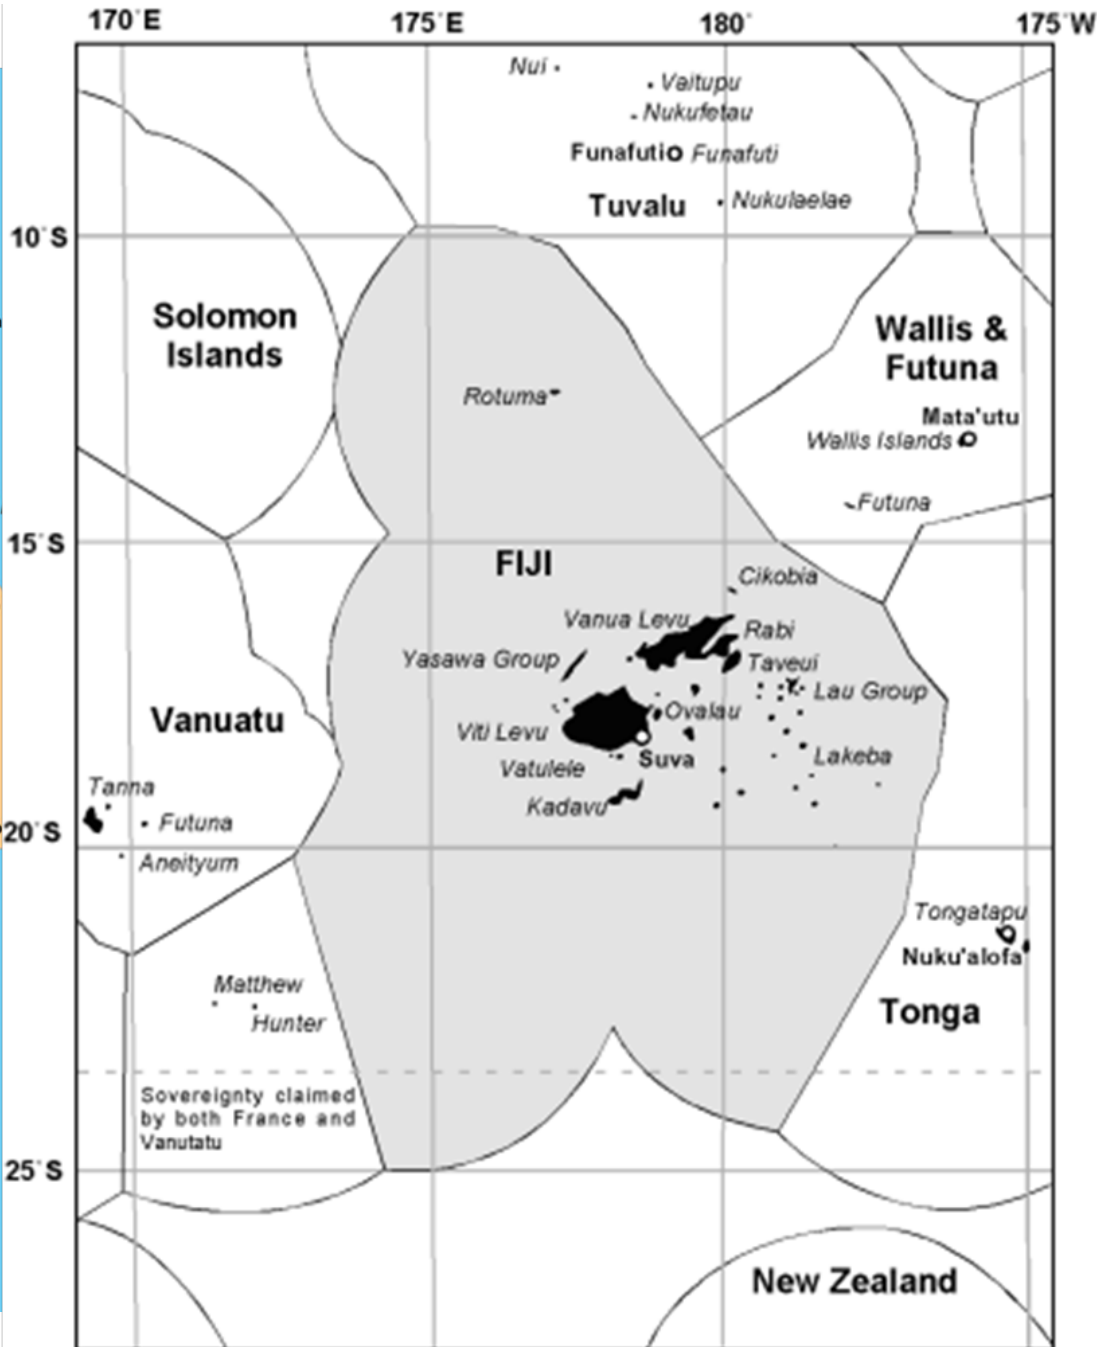 170°E 175°E 180° 175°W
Nui
Vaitupu
Nukufetau
Funafuti Funafuti
Tuvalu
Nukulaelae
10°S
Solomon
Islands
Wallis &
Futuna
Rotuma
Mata'utu
Wallis Islands
Futuna
15°S
FIJI
Cikobia
Vanua Levu
Rabi
Yasawa Group
Taveui
Lau Group
Vanuatu
Ovalau
Viti Levu
Suva
Lakeba
Vatulele
Tanna
Kadavu
Futuna
20°S
Aneityum
Tongatapu
Nuku'alofa
Matthew
Tonga
Hunter
Sovereignty claimed
by both France and
Vanutatu
25°S
New Zealand